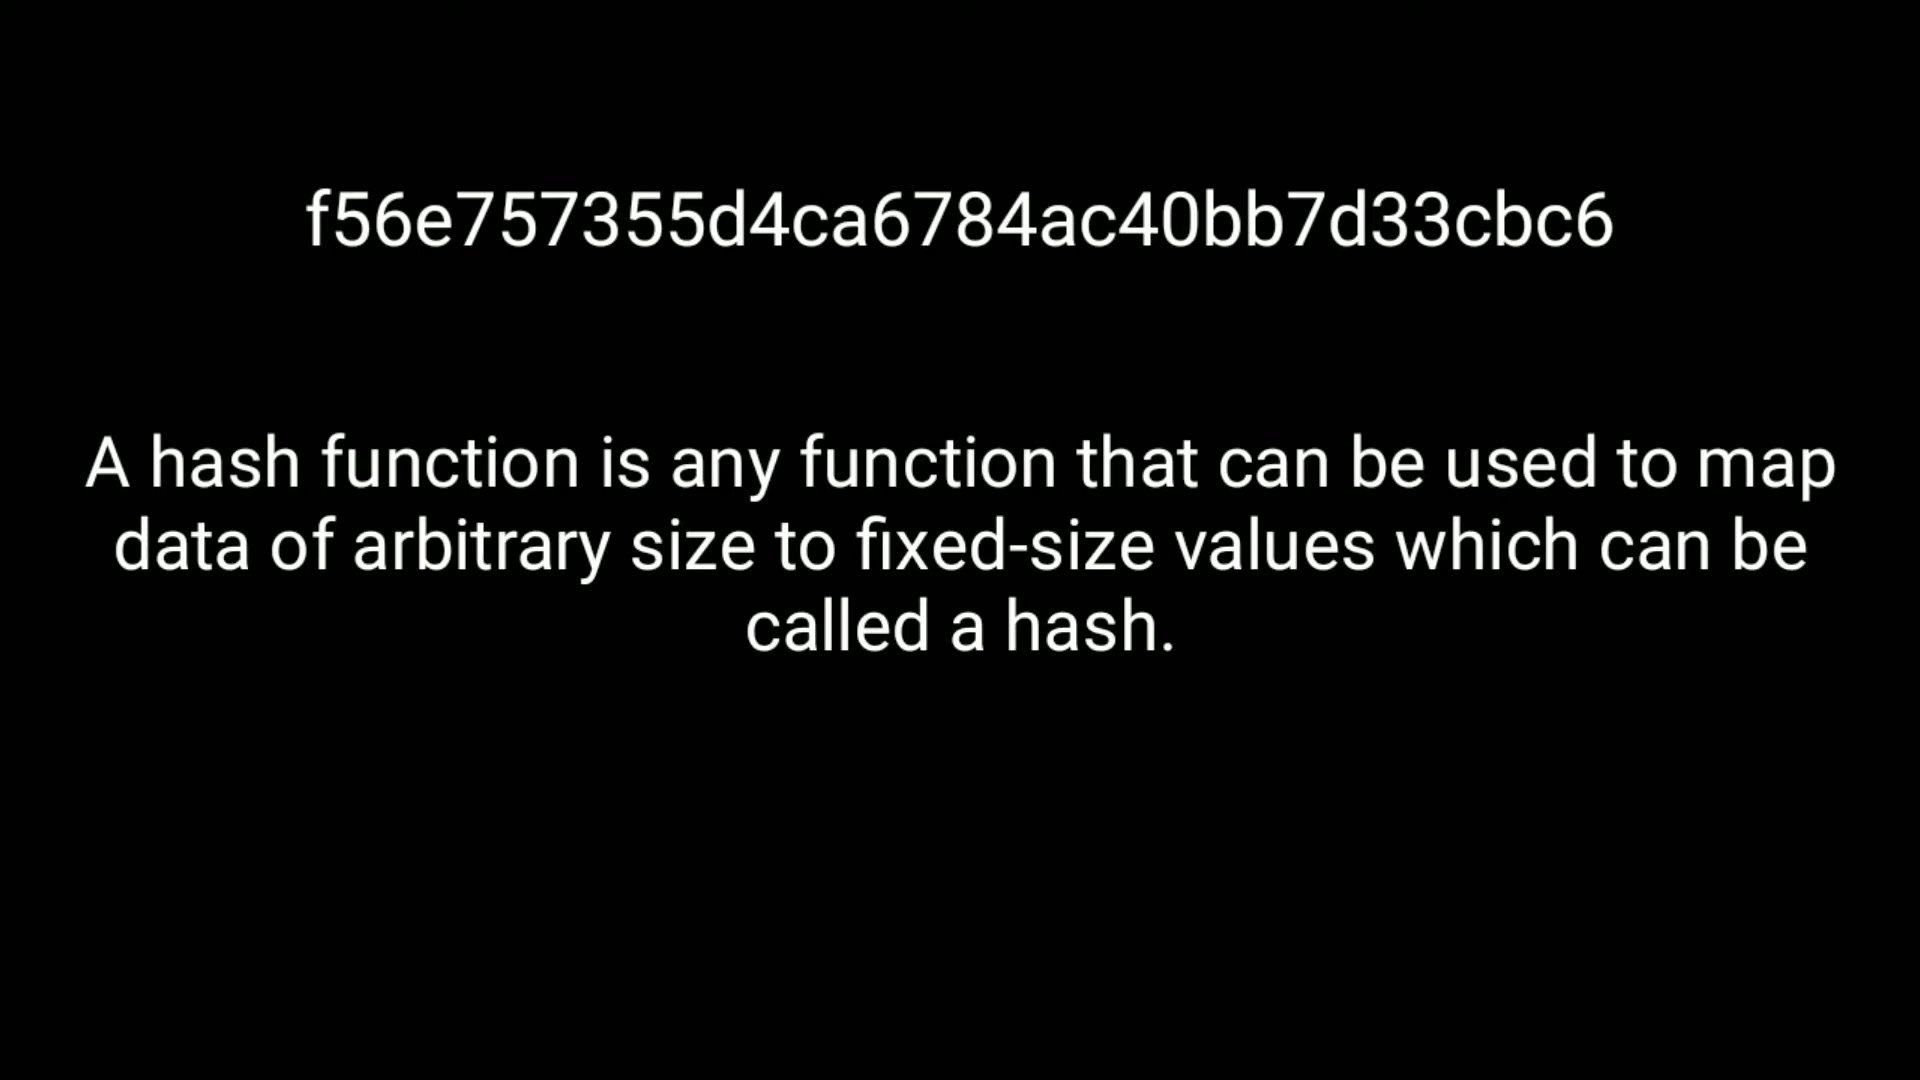 f56e757355d4ca6784ac40bb7d33cbc6
A hash function is any function that can be used to map
data of arbitrary size to fixed-size values which can be
called a hash.